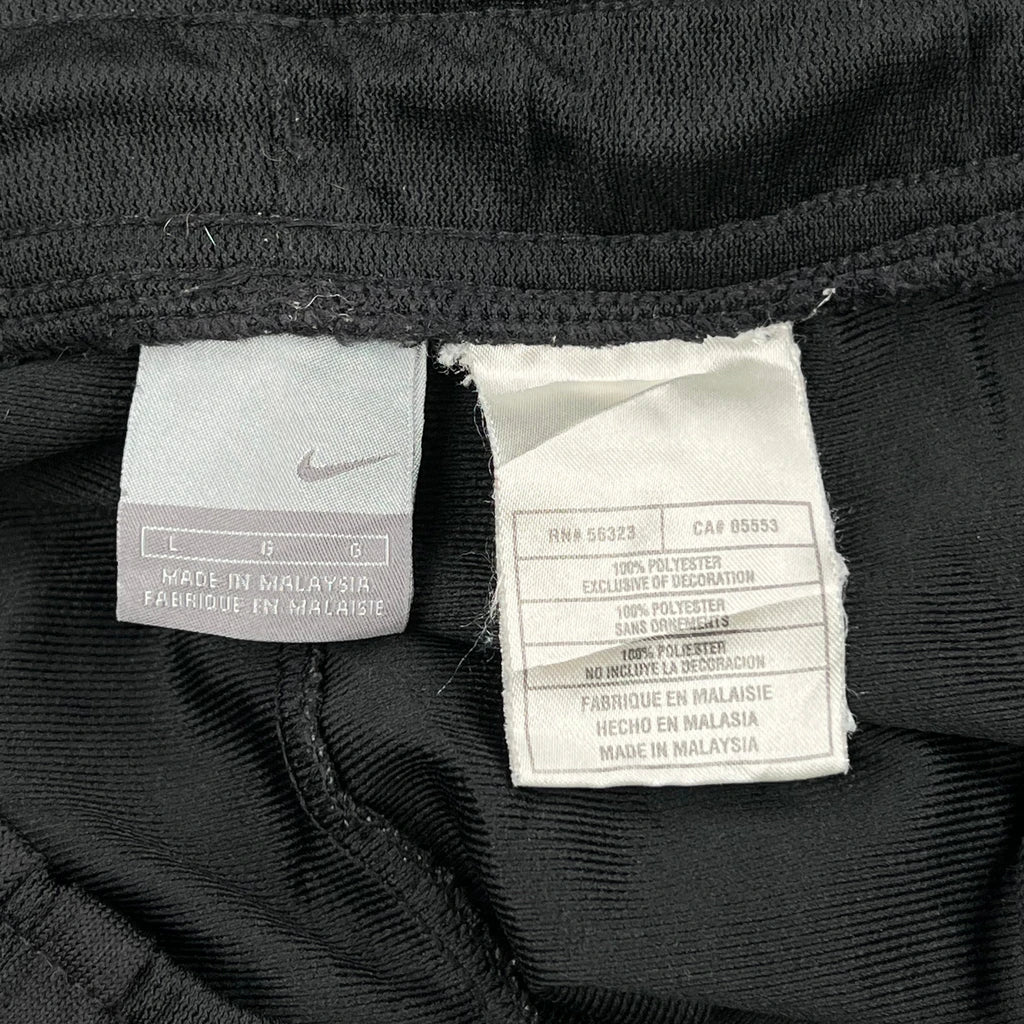 L G G
MADE IN MALAYSIA
FABRIQUE EN MALAISIE
RN# 56323 CA# 05553
100% POLYESTER
EXCLUSIVE OF DECORATION
100% POLYESTER
SANS ORNEMENTS
100% POLIESTER
NO INCLUYE LA DECORACION
FABRIQUE EN MALAISIE
HECHO EN MALASIA
MADE IN MALAYSIA